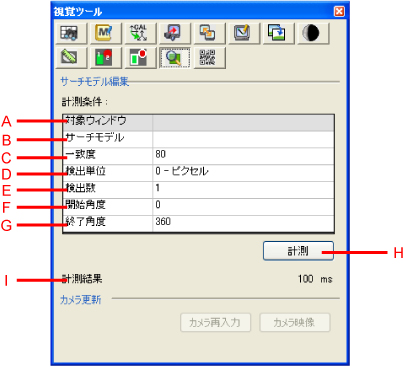 視覚ツール
サーチモデル編集
計測条件：
A 対象ウィンドウ
B サーチモデル
C 一致度 80
D 検出単位 0 - ピクセル
E 検出数 1
F 開始角度 0
G 終了角度 360
計測 H
I 計測結果 100 ms
カメラ更新
カメラ再入力 カメラ映像